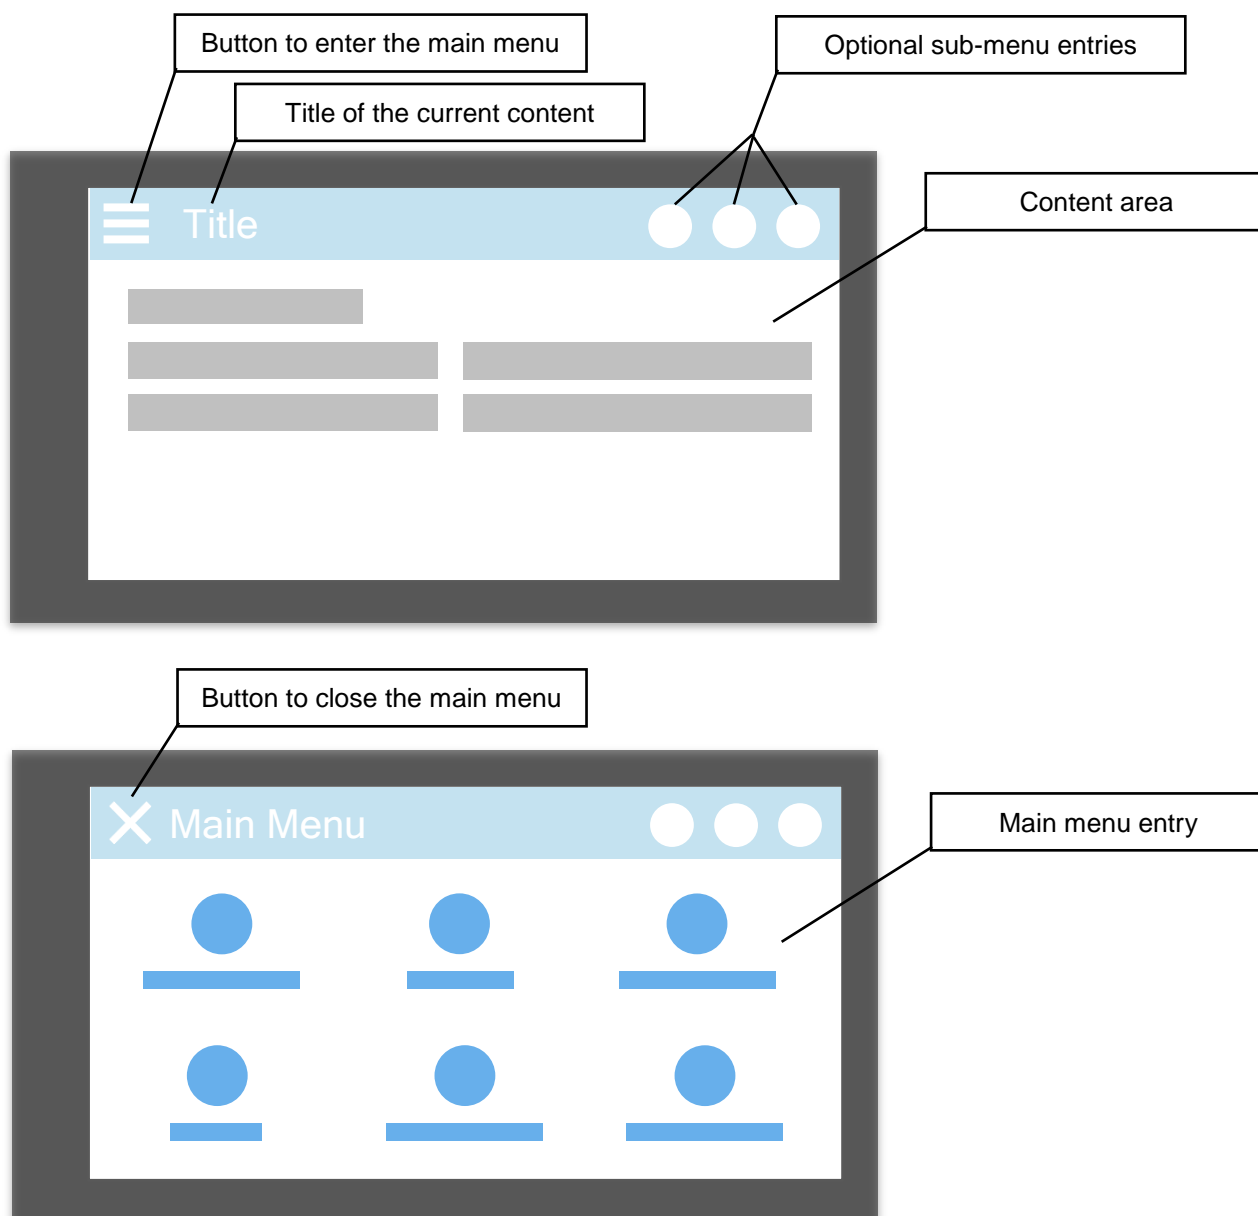 Button to enter the main menu
Optional sub-menu entries
Title of the current content
Content area
Title
Button to close the main menu
Main menu entry
Main Menu